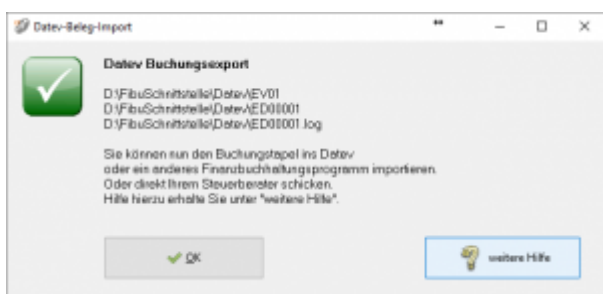 Datev-Beleg-Import
Datev Buchungsexport
D:\FibuSchnittstelle\Datev\EV01
D:\FibuSchnittstelle\Datev\ED00001
D:\FibuSchnittstelle\Datev\ED00001.log
Sie können nun den Buchungstapel ins Datev
oder ein anderes Finanzbuchhaltungsprogramm importieren.
Oder direkt Ihrem Steuerberater schicken.
Hilfe hierzu erhalte Sie unter "weitere Hilfe".
OK
weitere Hilfe